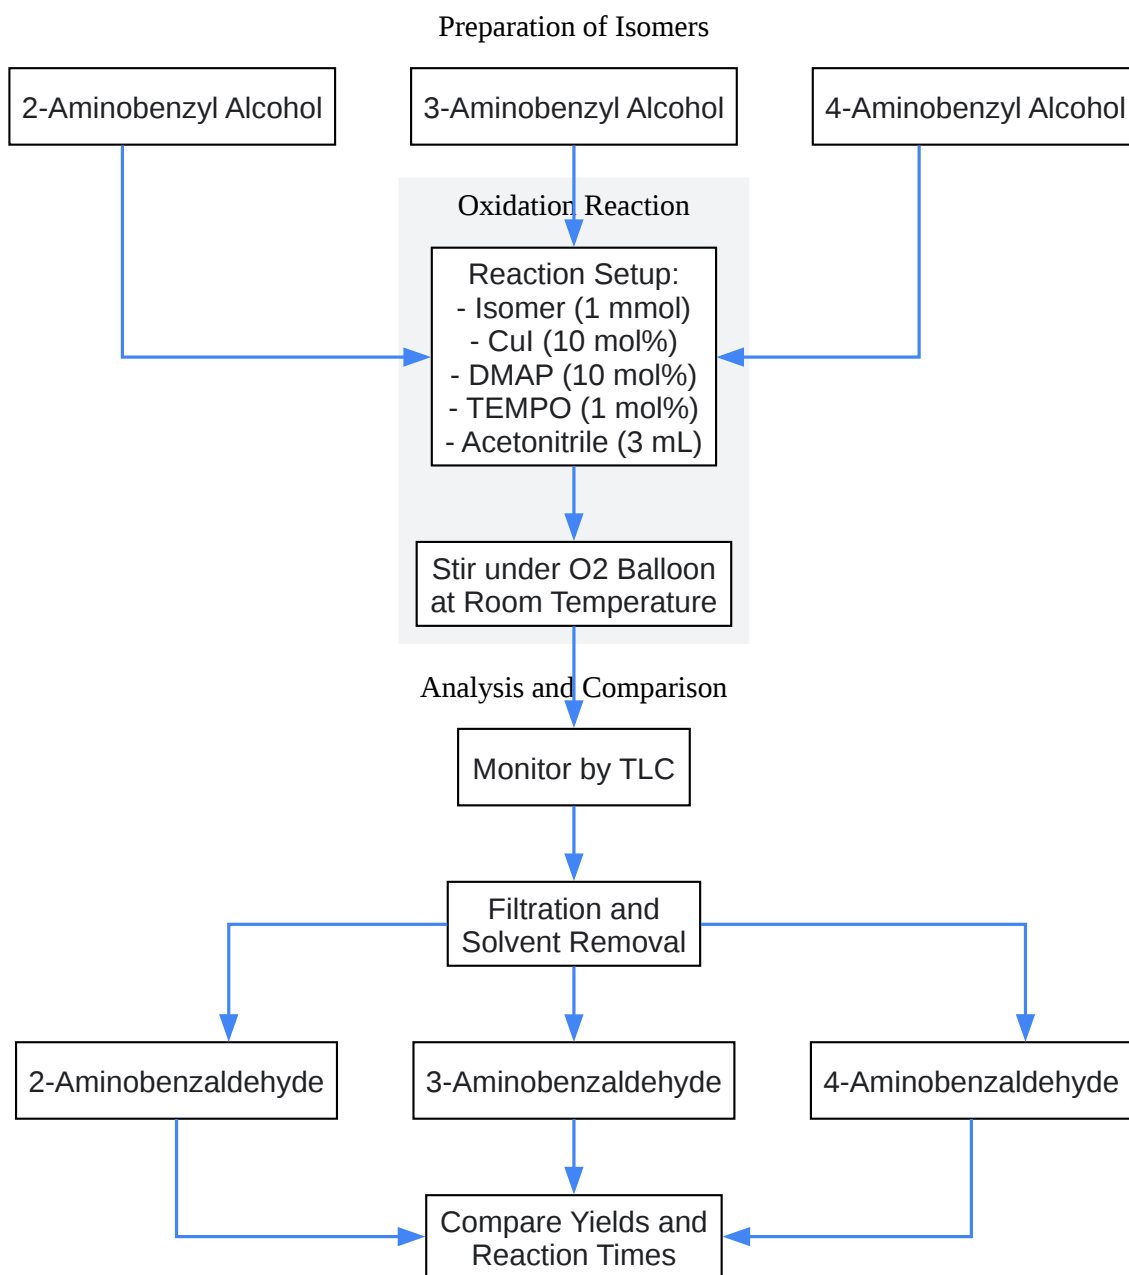 Preparation of Isomers
2-Aminobenzyl Alcohol
3-Aminobenzyl Alcohol
4-Aminobenzyl Alcohol
Oxidation Reaction
Reaction Setup:
- Isomer (1 mmol)
- CuI (10 mol%)
- DMAP (10 mol%)
- TEMPO (1 mol%)
- Acetonitrile (3 mL)
Stir under O2 Balloon
at Room Temperature
Analysis and Comparison
Monitor by TLC
Filtration and
Solvent Removal
2-Aminobenzaldehyde
3-Aminobenzaldehyde
4-Aminobenzaldehyde
Compare Yields and
Reaction Times